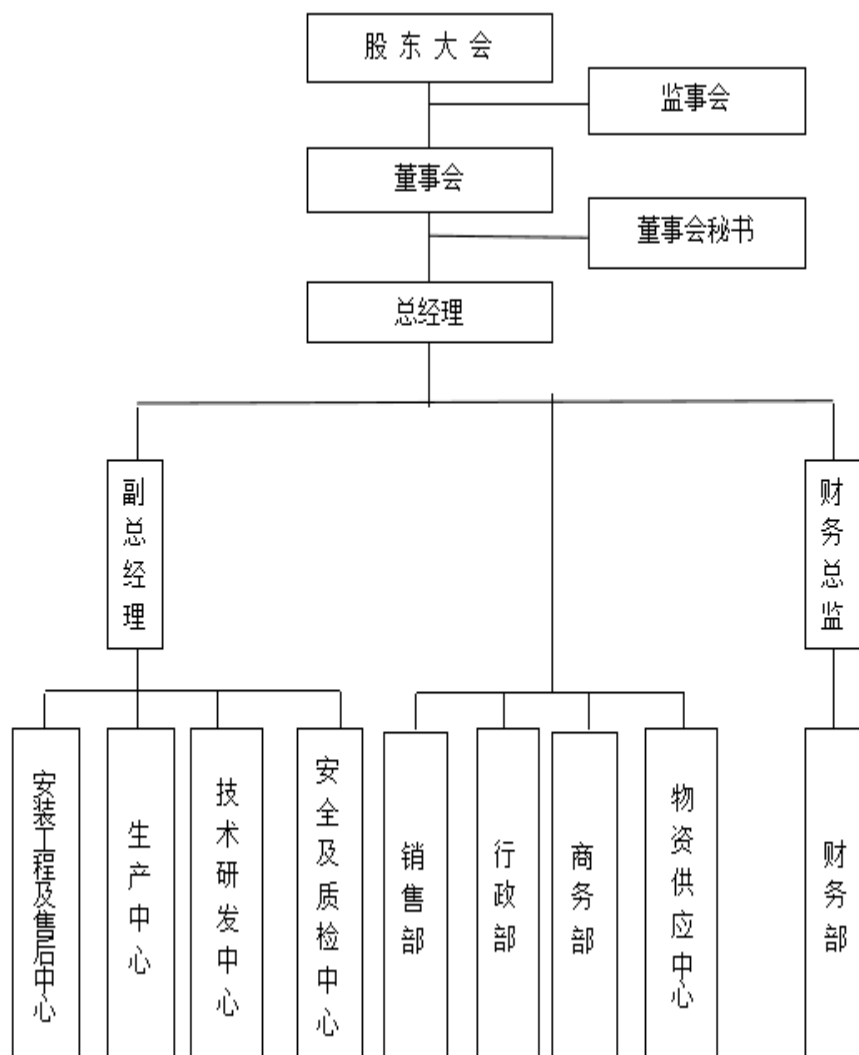 股东大会
监事会
董事会
董事会秘书
总经理
副总经理
财务总监
安装工程及售后中心
生产中心
技术研发中心
安全及质检中心
销售部
行政部
商务部
物资供应中心
财务部